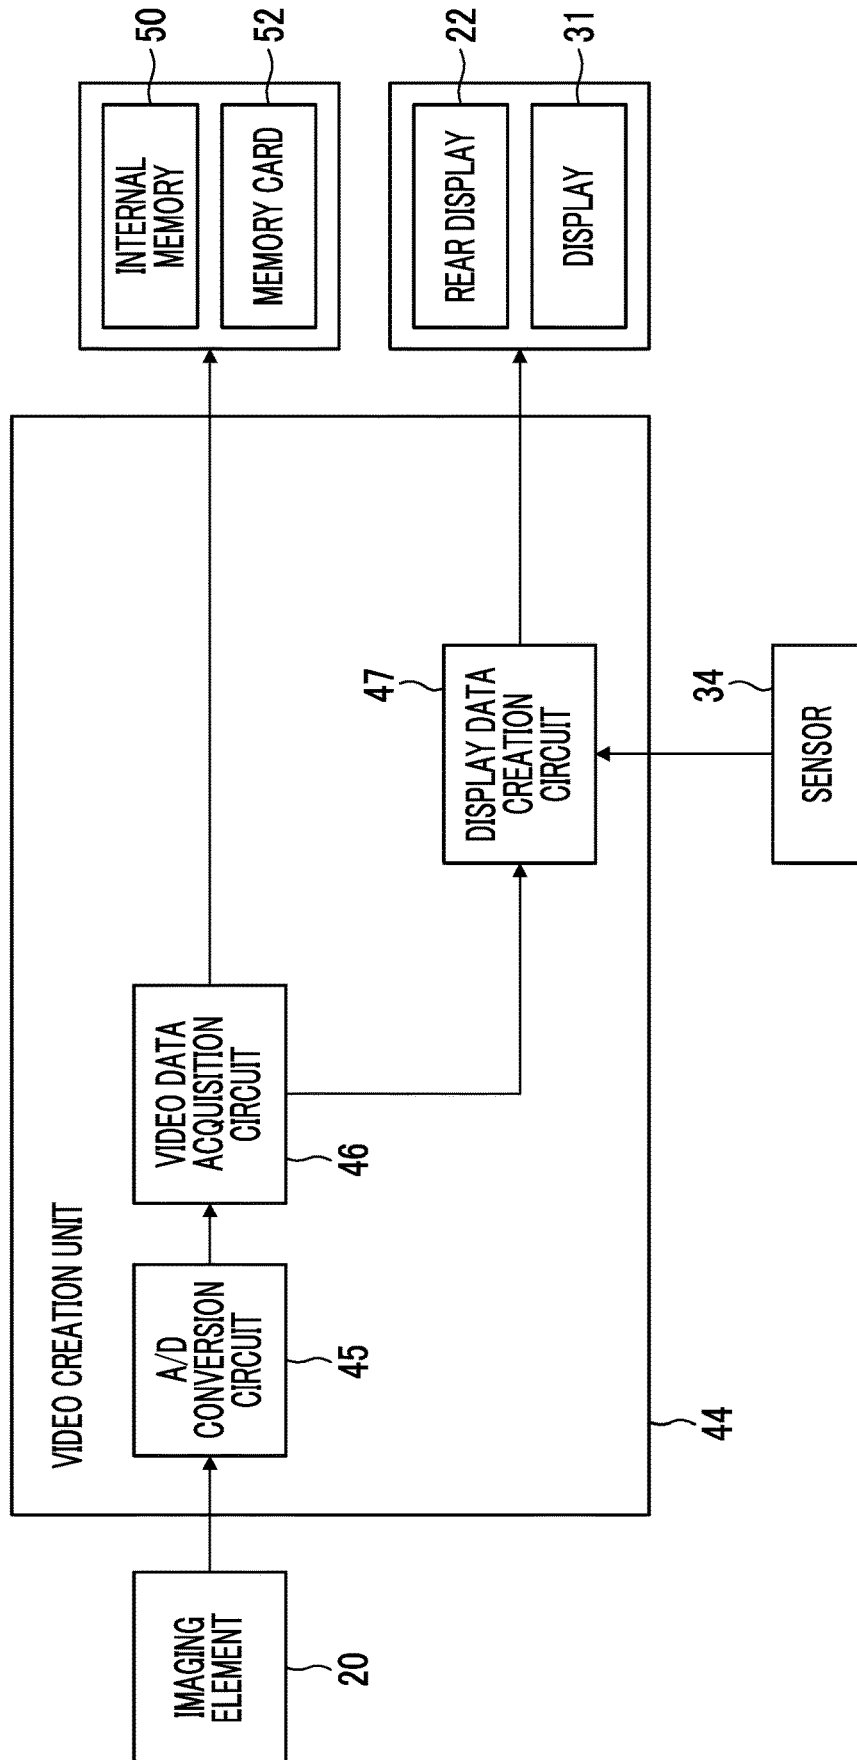 VIDEO CREATION UNIT
44
IMAGING
ELEMENT
20
A/D
CONVERSION
CIRCUIT
45
VIDEO DATA
ACQUISITION
CIRCUIT
46
DISPLAY DATA
CREATION
CIRCUIT
47
SENSOR
34
INTERNAL
MEMORY
50
MEMORY CARD
52
REAR DISPLAY
22
DISPLAY
31